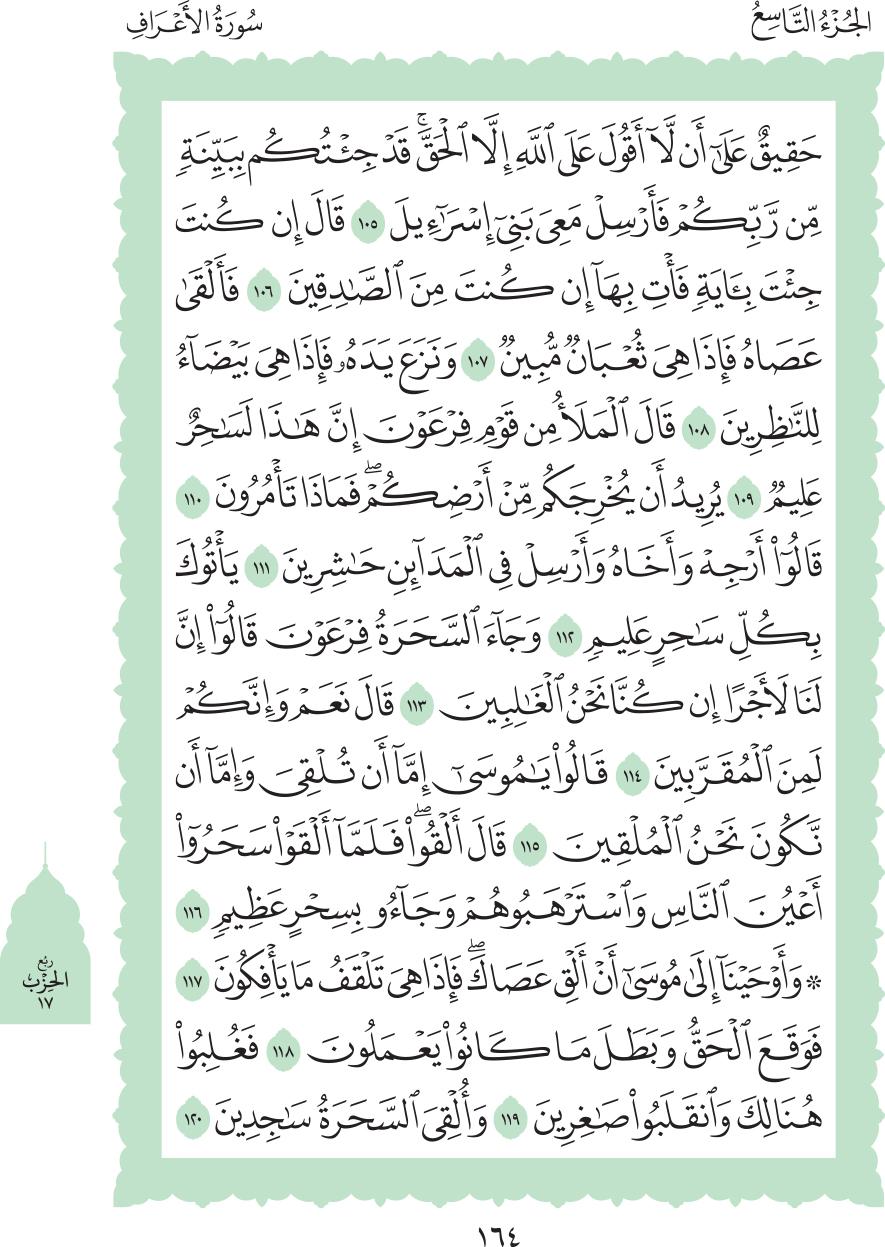 الجُزْءُ التَّاسِعُ
سُورَةُ الأَعْرَافِ
حَقِيقٌ عَلَىٰٓ أَن لَّآ أَقُولَ عَلَى ٱللَّهِ إِلَّا ٱلْحَقَّۚ قَدْ جِئْتُكُم بِبَيِّنَةٖ
مِّن رَّبِّكُمْ فَأَرْسِلْ مَعِيَ بَنِيٓ إِسْرَٰٓءِيلَ ١٠٥ قَالَ إِن كُنتَ
جِئْتَ بِـَٔايَةٖ فَأْتِ بِهَآ إِن كُنتَ مِنَ ٱلصَّٰدِقِينَ ١٠٦ فَأَلْقَىٰ
عَصَاهُ فَإِذَا هِيَ ثُعْبَانٞ مُّبِينٞ ١٠٧ وَنَزَعَ يَدَهُۥ فَإِذَا هِيَ بَيْضَآءُ
لِلنَّٰظِرِينَ ١٠٨ قَالَ ٱلْمَلَأُ مِن قَوْمِ فِرْعَوْنَ إِنَّ هَٰذَا لَسَٰحِرٌ
عَلِيمٞ ١٠٩ يُرِيدُ أَن يُخْرِجَكُم مِّنْ أَرْضِكُمْۖ فَمَاذَا تَأْمُرُونَ ١١٠
قَالُوٓاْ أَرْجِهْ وَأَخَاهُ وَأَرْسِلْ فِي ٱلْمَدَآئِنِ حَٰشِرِينَ ١١١ يَأْتُوكَ
بِكُلِّ سَٰحِرٍ عَلِيمٖ ١١٢ وَجَآءَ ٱلسَّحَرَةُ فِرْعَوْنَ قَالُوٓاْ إِنَّ
لَنَا لَأَجْرًا إِن كُنَّا نَحْنُ ٱلْغَٰلِبِينَ ١١٣ قَالَ نَعَمْ وَإِنَّكُمْ
لَمِنَ ٱلْمُقَرَّبِينَ ١١٤ قَالُواْ يَٰمُوسَىٰٓ إِمَّآ أَن تُلْقِيَ وَإِمَّآ أَن
نَّكُونَ نَحْنُ ٱلْمُلْقِينَ ١١٥ قَالَ أَلْقُواْۖ فَلَمَّآ أَلْقَوْاْ سَحَرُوٓاْ
أَعْيُنَ ٱلنَّاسِ وَٱسْتَرْهَبُوهُمْ وَجَآءُو بِسِحْرٍ عَظِيمٖ ١١٦
۞ وَأَوْحَيْنَآ إِلَىٰ مُوسَىٰٓ أَنْ أَلْقِ عَصَاكَۖ فَإِذَا هِيَ تَلْقَفُ مَا يَأْفِكُونَ ١١٧
فَوَقَعَ ٱلْحَقُّ وَبَطَلَ مَا كَانُواْ يَعْمَلُونَ ١١٨ فَغُلِبُواْ
هُنَالِكَ وَٱنقَلَبُواْ صَٰغِرِينَ ١١٩ وَأُلْقِيَ ٱلسَّحَرَةُ سَٰجِدِينَ ١٢٠
ربع
الحزب
١٧
١٦٤